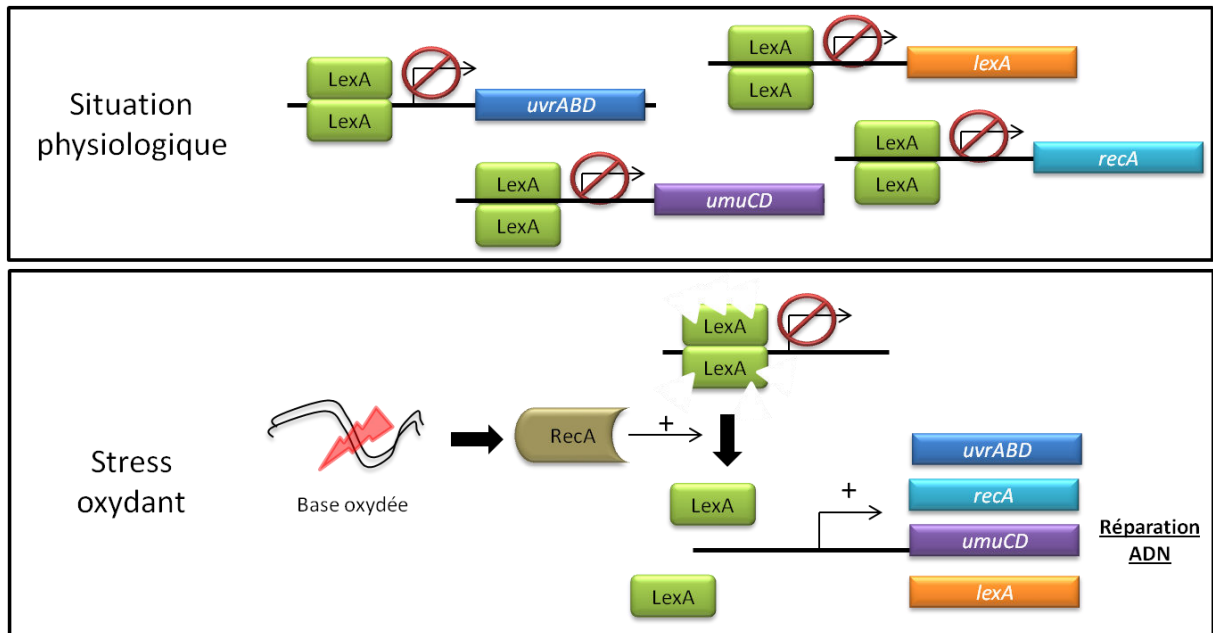 Situation
physiologique
LexA
LexA
uvrABD
LexA
LexA
lexA
LexA
LexA
umuCD
LexA
LexA
recA
Stress
oxydant
Base oxydée
RecA
+
LexA
LexA
LexA
LexA
+
uvrABD
recA
umuCD
lexA
Réparation
ADN